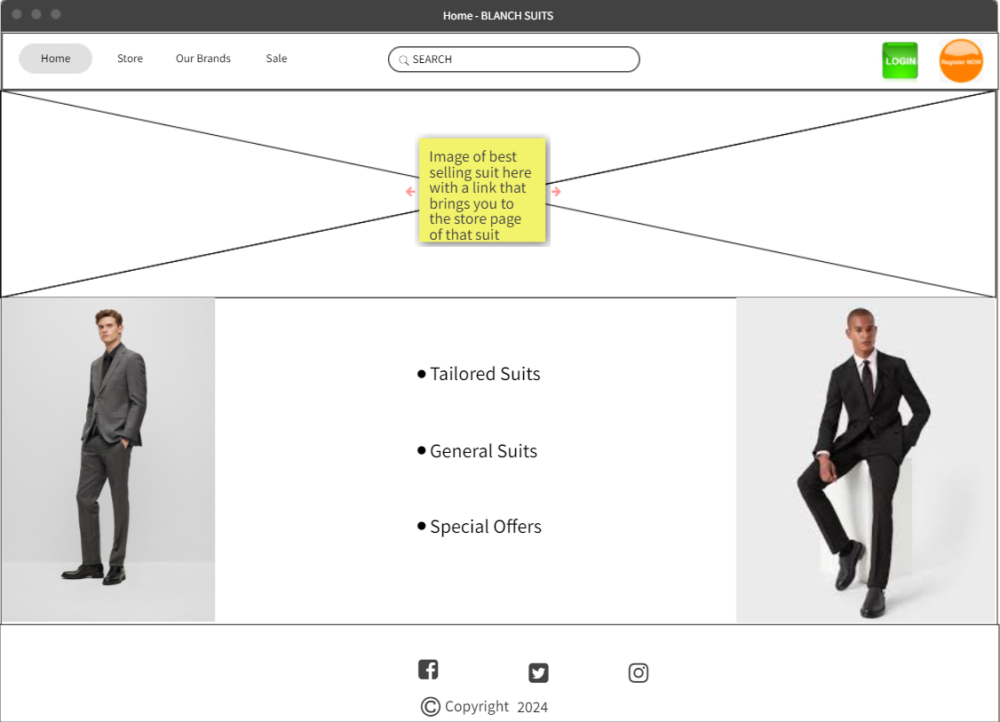 Home - BLANCH SUITS
Home Store Our Brands Sale SEARCH LOGIN Register NOW
Image of best
selling suit here
with a link that
brings you to
the store page
of that suit
Tailored Suits
General Suits
Special Offers
© Copyright 2024